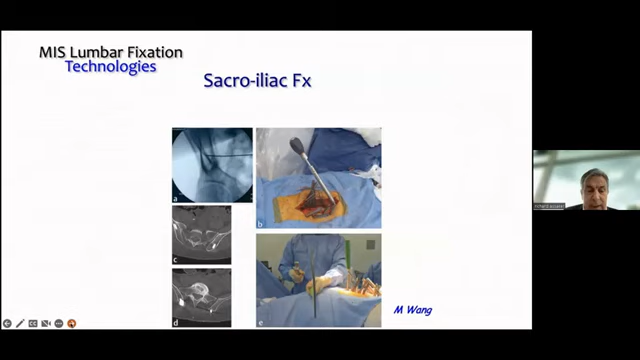 MIS Lumbar Fixation
Technologies
Sacro-iliac Fx
a
b
c
d
e
M Wang